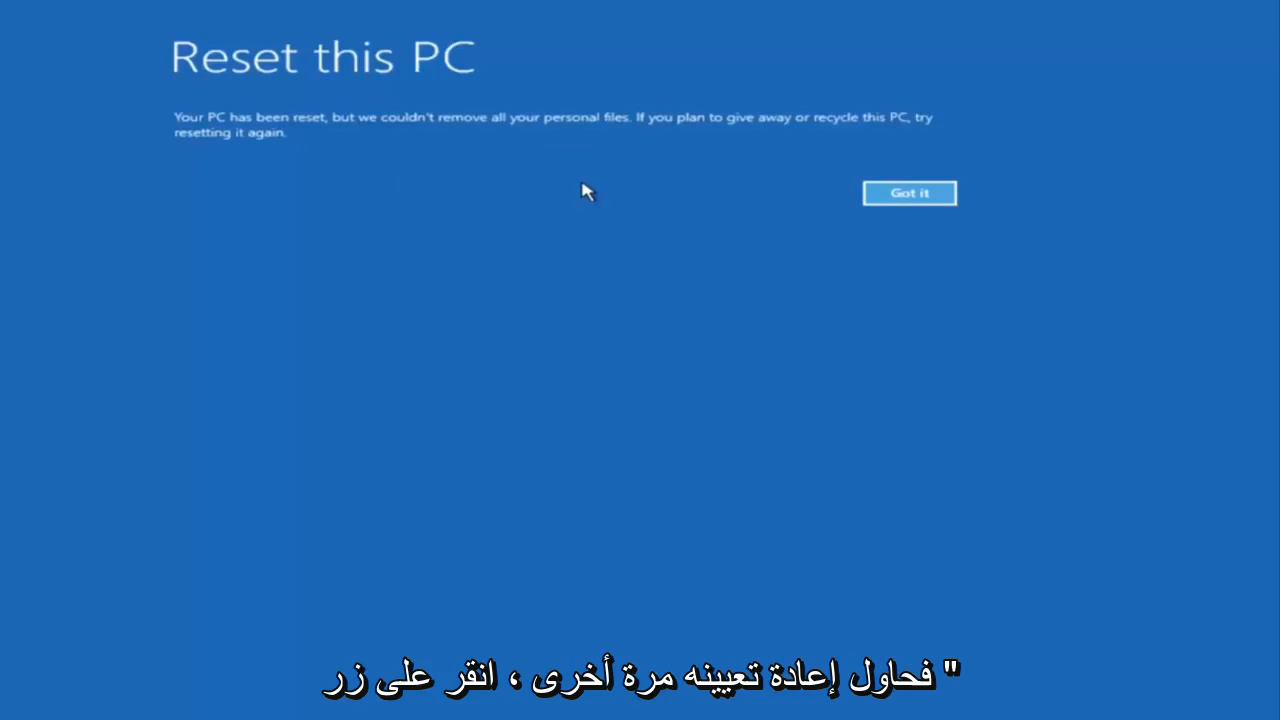 Reset this PC
Your PC has been reset, but we couldn't remove all your personal files. If you plan to give away or recycle this PC, try
resetting it again.
Got it
" فحاول إعادة تعيينه مرة أخرى ، انقر على زر